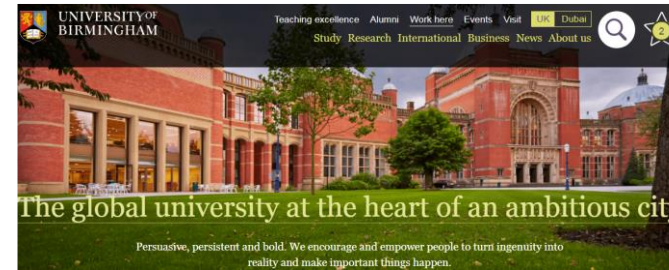 UNIVERSITY OF
BIRMINGHAM
Teaching excellence Alumni Work here Events Visit UK Dubai
Study Research International Business News About us
2
The global university at the heart of an ambitious cit
Persuasive, persistent and bold. We encourage and empower people to turn ingenuity into
reality and make important things happen.